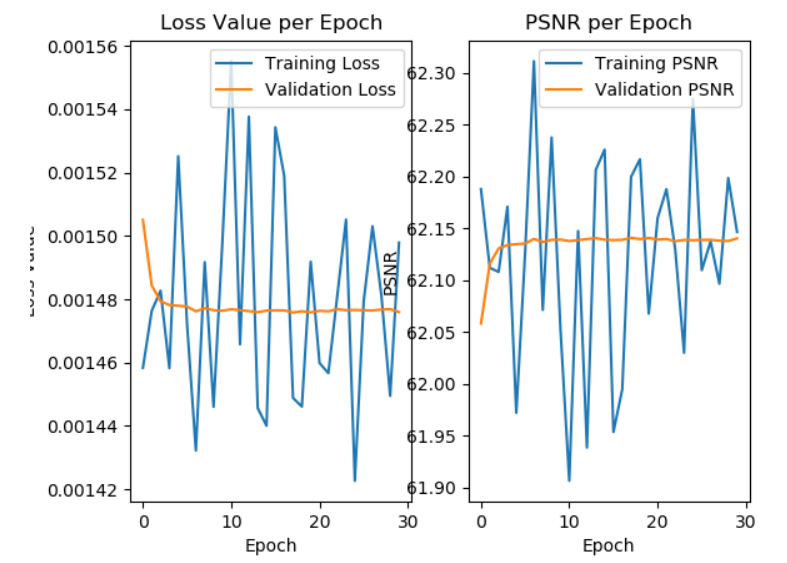 Loss Value per Epoch
0.00156
0.00154
0.00152
0.00150
0.00148
0.00146
0.00144
0.00142
Training Loss
Validation Loss
0
10
20
30
Epoch
PSNR per Epoch
PSNR
62.30
62.25
62.20
62.15
62.10
62.05
62.00
61.95
61.90
Training PSNR
Validation PSNR
0
10
20
30
Epoch